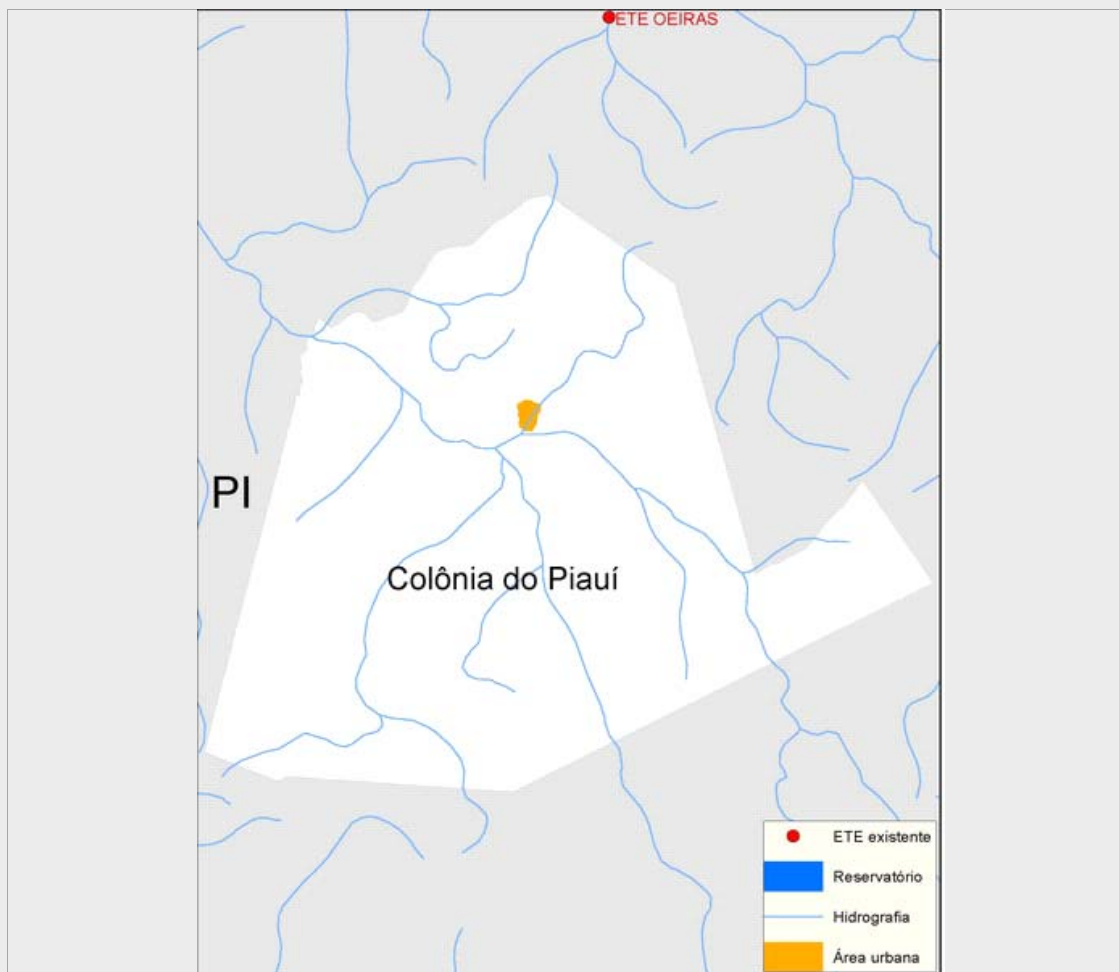 ETE OEIRAS
PI
Colônia do Piauí
ETE existente
Reservatório
Hidrografia
Área urbana